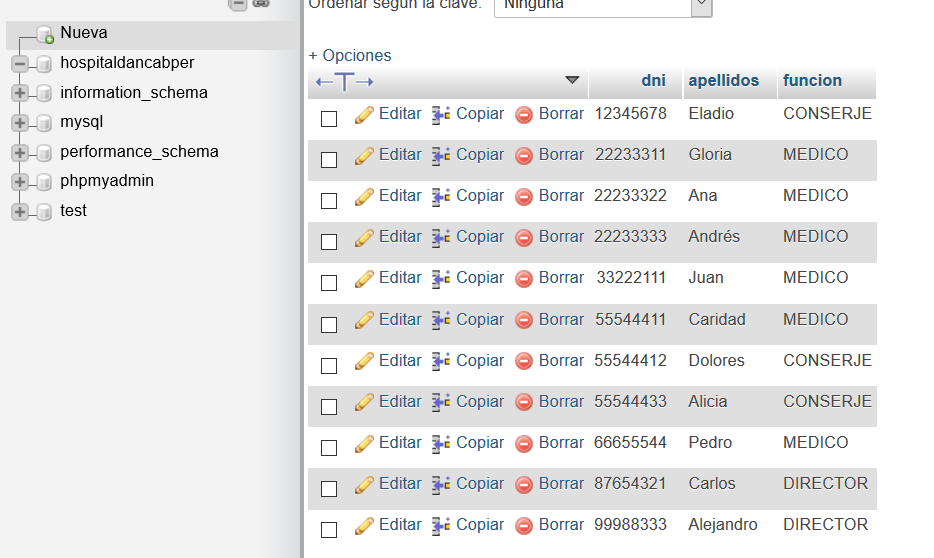 Nueva
hospitaldancabper
information_schema
mysql
performance_schema
phpmyadmin
test
Ordenar según la clave: Ninguna
+ Opciones
dni apellidos funcion
Editar Copiar Borrar 12345678 Eladio CONSERJE
Editar Copiar Borrar 22233311 Gloria MEDICO
Editar Copiar Borrar 22233322 Ana MEDICO
Editar Copiar Borrar 22233333 Andrés MEDICO
Editar Copiar Borrar 33222111 Juan MEDICO
Editar Copiar Borrar 55544411 Caridad MEDICO
Editar Copiar Borrar 55544412 Dolores CONSERJE
Editar Copiar Borrar 55544433 Alicia CONSERJE
Editar Copiar Borrar 66655544 Pedro MEDICO
Editar Copiar Borrar 87654321 Carlos DIRECTOR
Editar Copiar Borrar 99988333 Alejandro DIRECTOR